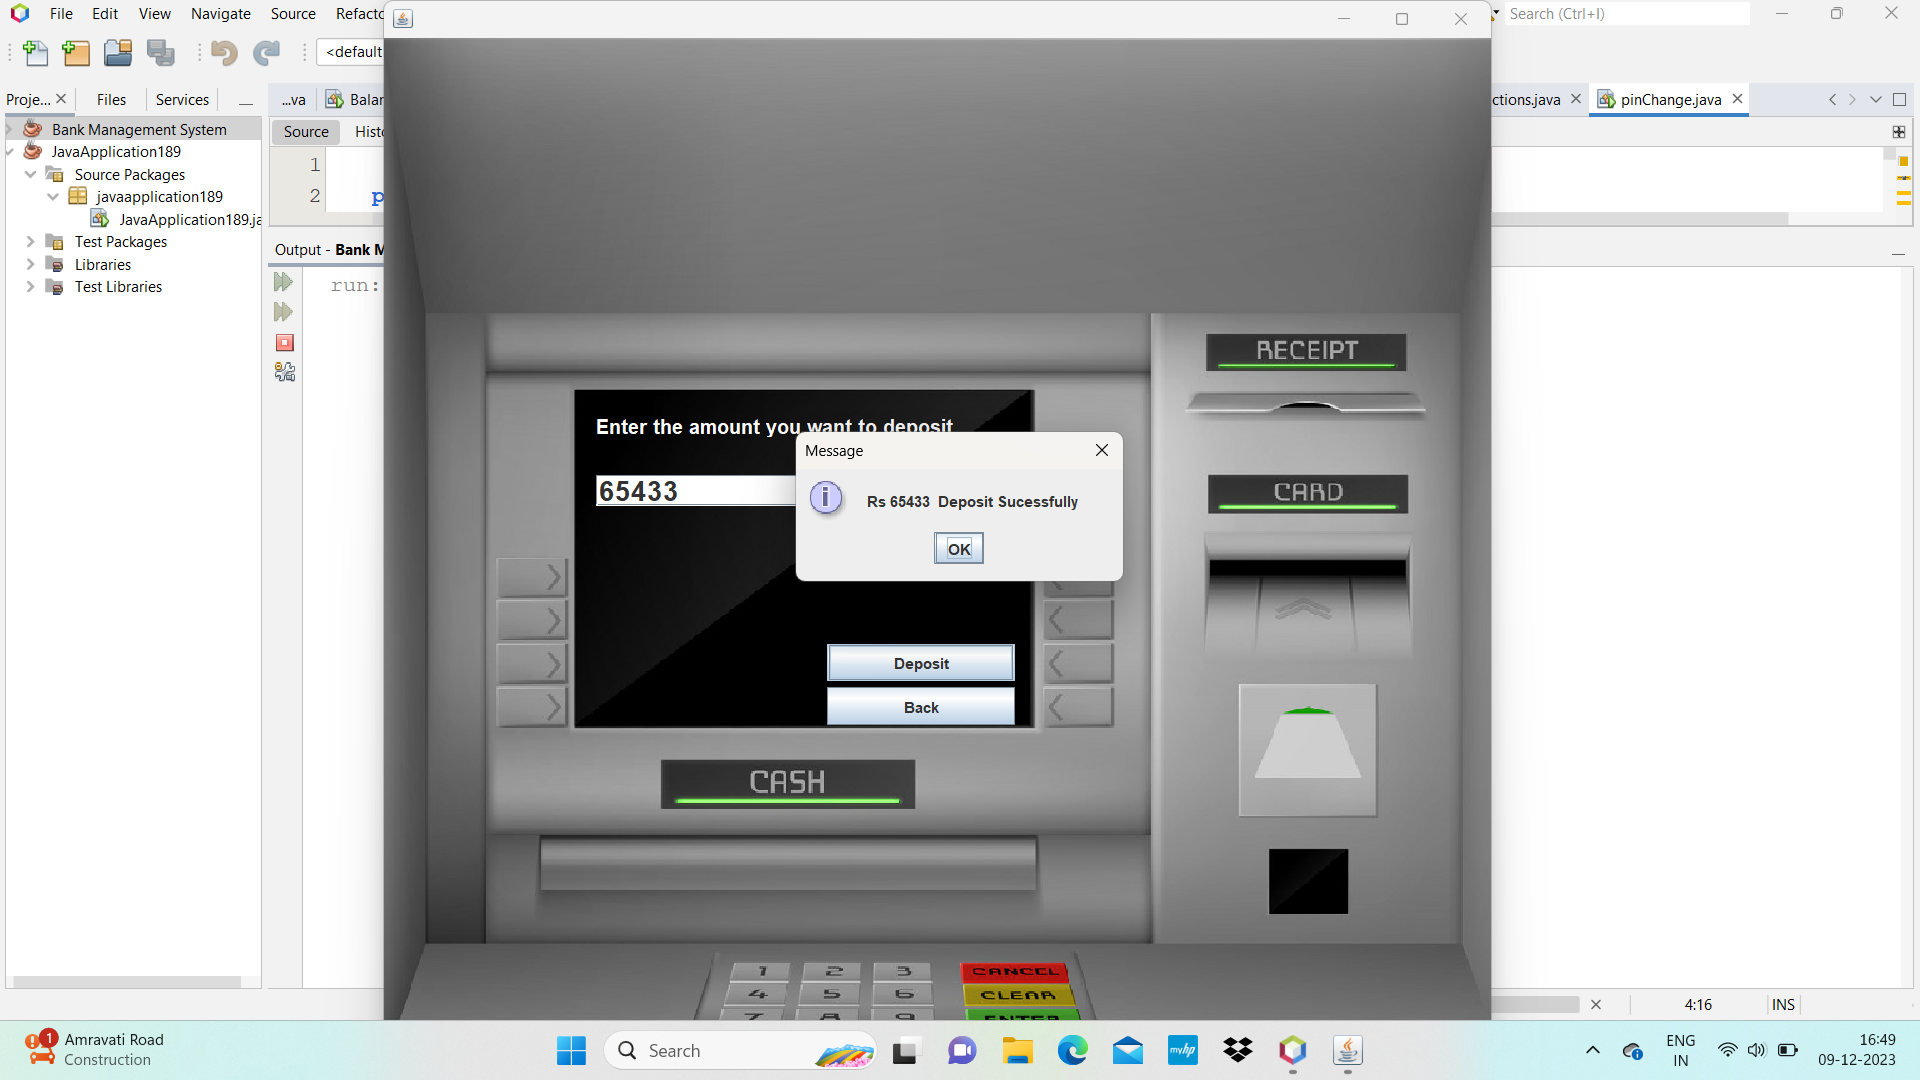 File Edit View Navigate Source Refacto
Search (Ctrl+I)
<default
Proje... Files Services
...va Balar
ctions.java pinChange.java
Bank Management System
JavaApplication189
Source Packages
javaapplication189
JavaApplication189.ja
Test Packages
Libraries
Test Libraries
Source Histo
1
2 p
Output - Bank M
run:
RECEIPT
Enter the amount you want to deposit
65433
Message
Rs 65433 Deposit Sucessfully
OK
CARD
Deposit
Back
CASH
1 2 3 CANCEL
4 5 6 CLEAR
7 8 9 ENTER
4:16 INS
1
Amravati Road
Construction
Search
myhp
ENG
IN
16:49
09-12-2023